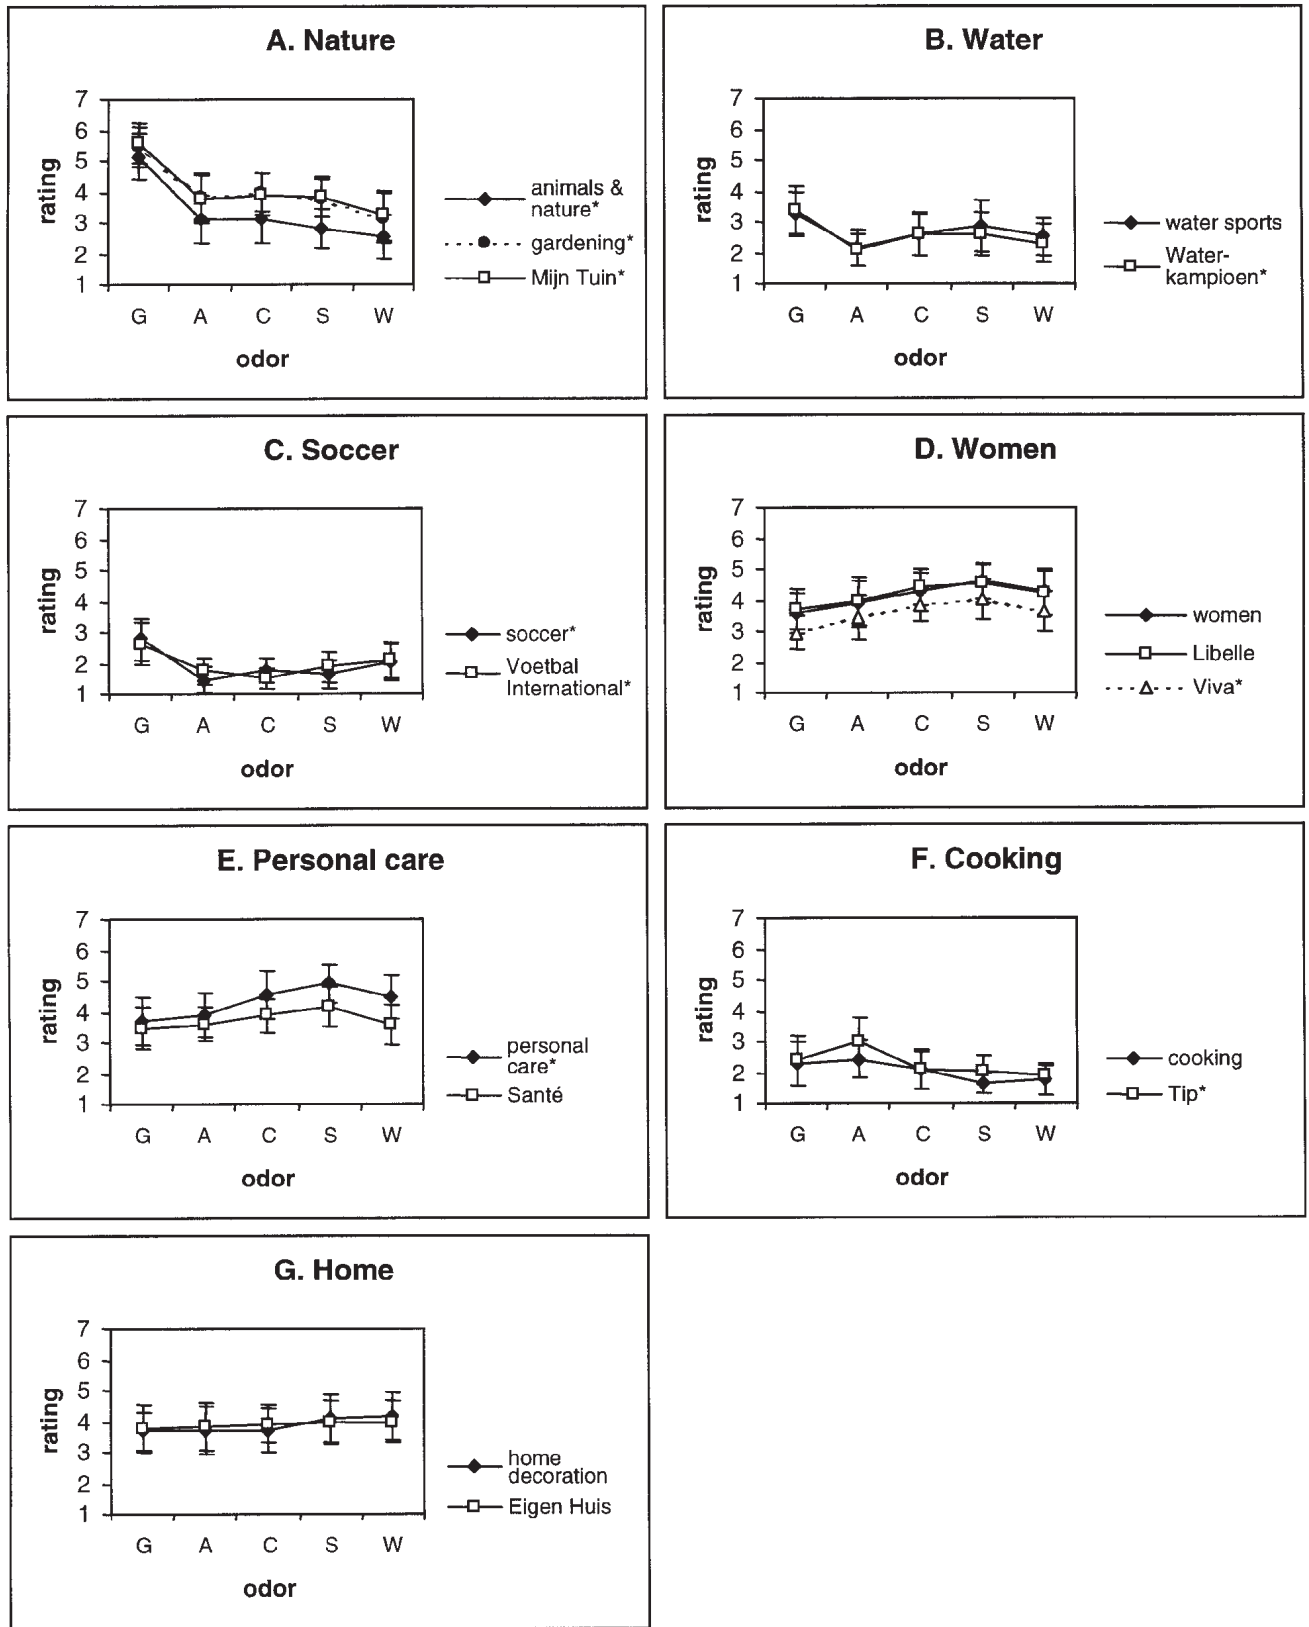 A. Nature
7
6
5
4
3
2
1
rating
G A C S W
odor
animals &
nature*
gardening*
Mijn Tuin*
B. Water
7
6
5
4
3
2
1
rating
G A C S W
odor
water sports
Water-
kampioen*
C. Soccer
7
6
5
4
3
2
1
rating
G A C S W
odor
soccer*
Voetbal
International*
D. Women
7
6
5
4
3
2
1
rating
G A C S W
odor
women
Libelle
Viva*
E. Personal care
7
6
5
4
3
2
1
rating
G A C S W
odor
personal
care*
Santé
F. Cooking
7
6
5
4
3
2
1
rating
G A C S W
odor
cooking
Tip*
G. Home
7
6
5
4
3
2
1
rating
G A C S W
odor
home
decoration
Eigen Huis